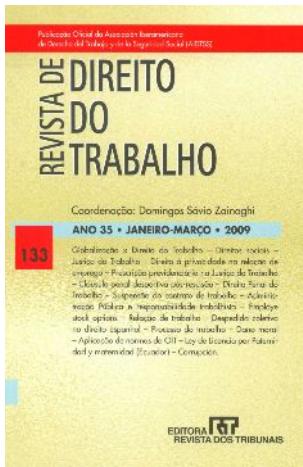 Publicação Oficial da Asociación Iberoamericana
de Derecho del Trabajo y de la Seguridad Social (AIDTSS)
REVISTA DE
DIREITO
DO
TRABALHO
Coordenação: Domingos Sávio Zainaghi
ANO 35 • JANEIRO-MARÇO • 2009
133
Globalização e Direito do Trabalho – Direitos sociais –
Justiça do Trabalho – Direito à privacidade na relação de
emprego – Prescrição previdenciária na Justiça do Trabalho
– Cláusula penal desportiva pós-rescisão – Direito Penal do
Trabalho – Suspensão do contrato de trabalho – Adminis-
tração Pública e responsabilidade trabalhista – Employe
stock options – Relação de trabalho – Despedida coletiva
no direito espanhol – Processo do trabalho – Dano moral
– Aplicação de normas da OIT – Ley de Licencia por Paterni-
dad y maternidad (Ecuador) – Corrupción.
EDITORA RT
REVISTA DOS TRIBUNAIS